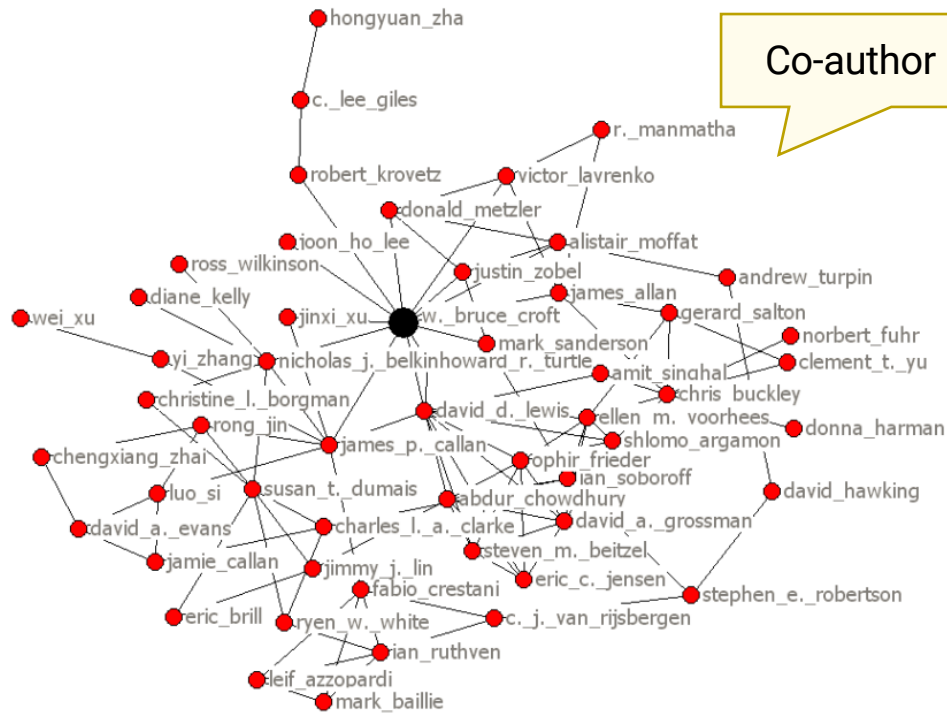 hongyuan_zha
Co-author
c._lee_giles
r._manmatha
robert_krovetz
victor_lavrenko
donald_metzler
joon_ho_lee
alistair_moffat
ross_wilkinson
justin_zobel
andrew_turpin
diane_kelly
james_allan
wei_xu
jinxi_xu
w._bruce_croft
gerard_salton
norbert_fuhr
mark_sanderson
yi_zhang
nicholas_j._belkin
howard_r._turtle
clement_t._yu
amit_singhal
christine_l._borgman
chris_buckley
david_d._lewis
ellen_m._voorhees
rong_jin
donna_harman
james_p._callan
shlomo_argamon
chengxiang_zhai
ophir_frieder
ian_soboroff
luo_si
susan_t._dumais
david_hawking
abdur_chowdhury
david_a._evans
charles_l._a._clarke
david_a._grossman
steven_m._beitzel
jamie_callan
jimmy_j._lin
eric_c._jensen
fabio_crestani
stephen_e._robertson
eric_brill
ryen_w._white
c._j._van_rijsbergen
ian_ruthven
leif_azzopardi
mark_baillie